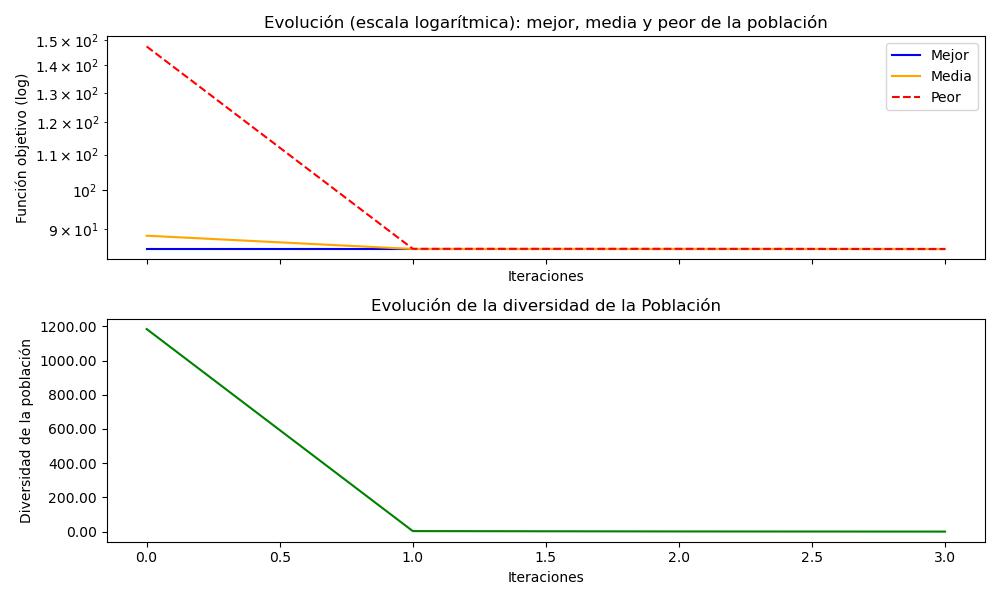 Evolución (escala logarítmica): mejor, media y peor de la población
Función objetivo (log)
1.5 × 10²
1.4 × 10²
1.3 × 10²
1.2 × 10²
1.1 × 10²
10²
9 × 10¹
Mejor
Media
Peor
Iteraciones
Evolución de la diversidad de la Población
Diversidad de la población
1200.00
1000.00
800.00
600.00
400.00
200.00
0.00
0.0 0.5 1.0 1.5 2.0 2.5 3.0
Iteraciones